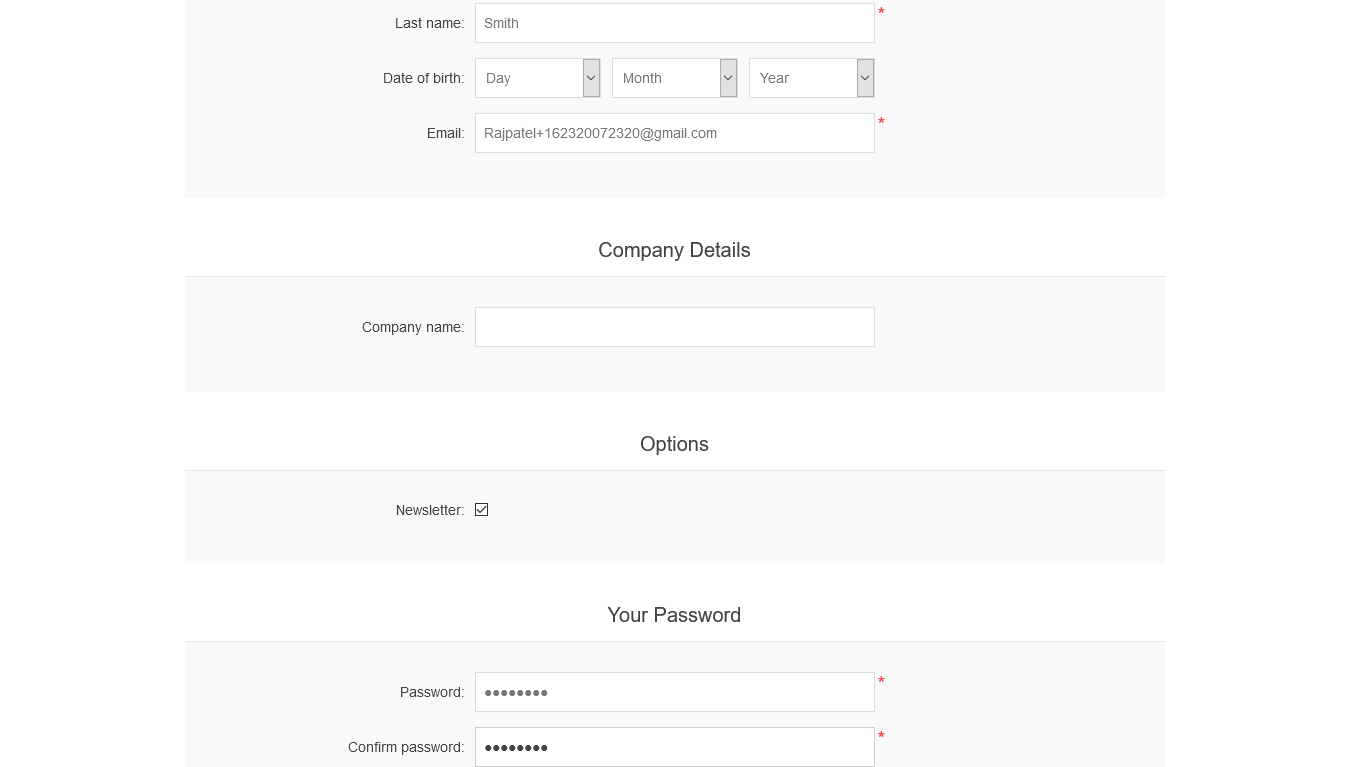 Last name: Smith *
Date of birth: Day Month Year
Email: Rajpatel+162320072320@gmail.com *
Company Details
Company name:
Options
Newsletter:
Your Password
Password: ●●●●●●●● *
Confirm password: ●●●●●●●● *